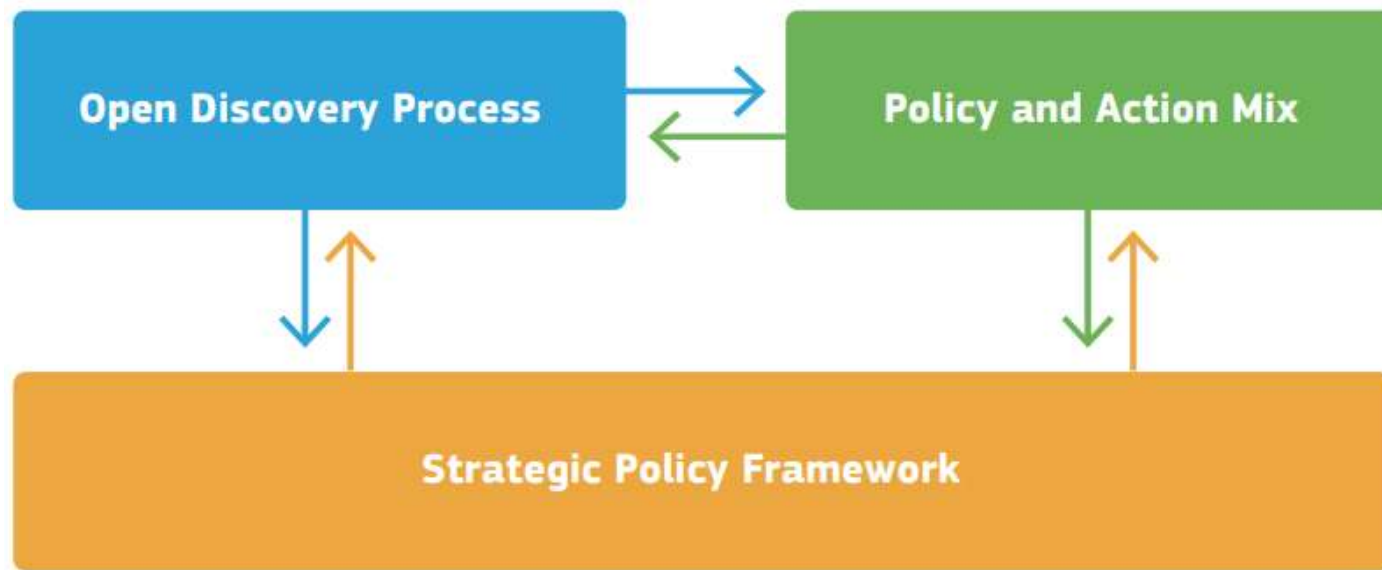 Open Discovery Process
Policy and Action Mix
Strategic Policy Framework